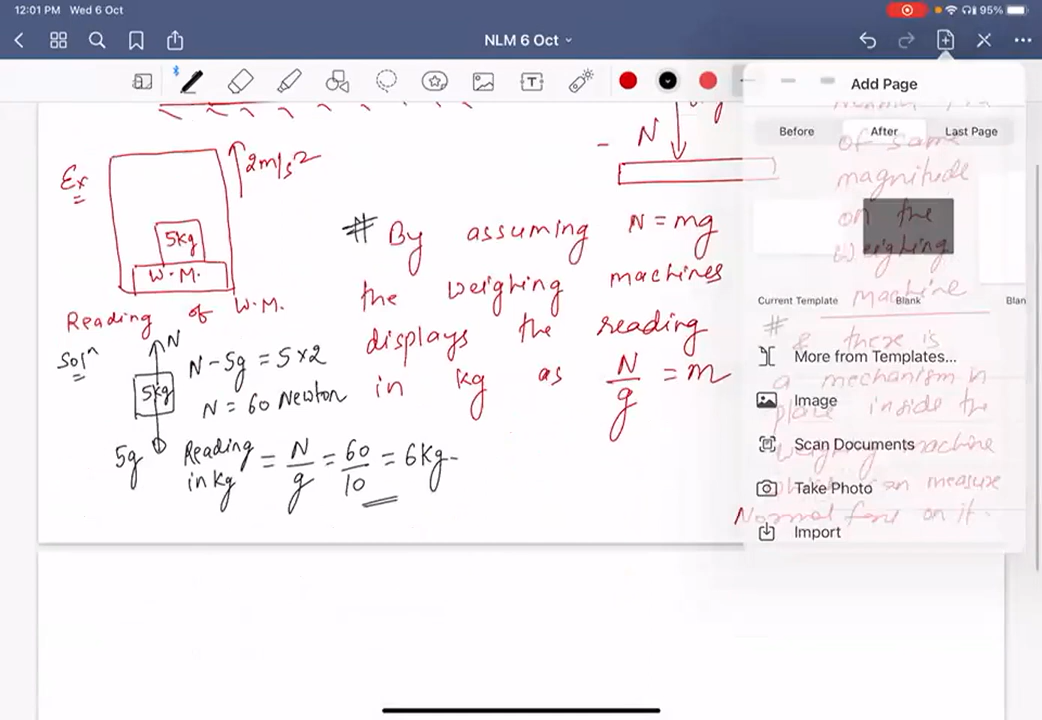 12:01 PM Wed 6 Oct
95%
NLM 6 Oct
Add Page
Before
After
Last Page
of same
magnitude
on the
weighing
machine
Current Template
Blank
Blan
# & there is
a mechanism in
place inside the
weighing machine
which can measure
Normal force on it.
More from Templates...
Image
Scan Documents
Take Photo
Import
N
Ex
2m/s²
5kg
W.M.
Reading of W.M.
# By assuming N = mg
the weighing machines
displays the reading
in kg as N/g = m
Solⁿ
N
5kg
5g
N - 5g = 5 × 2
N = 60 Newton
Reading in kg = N/g = 60/10 = 6kg